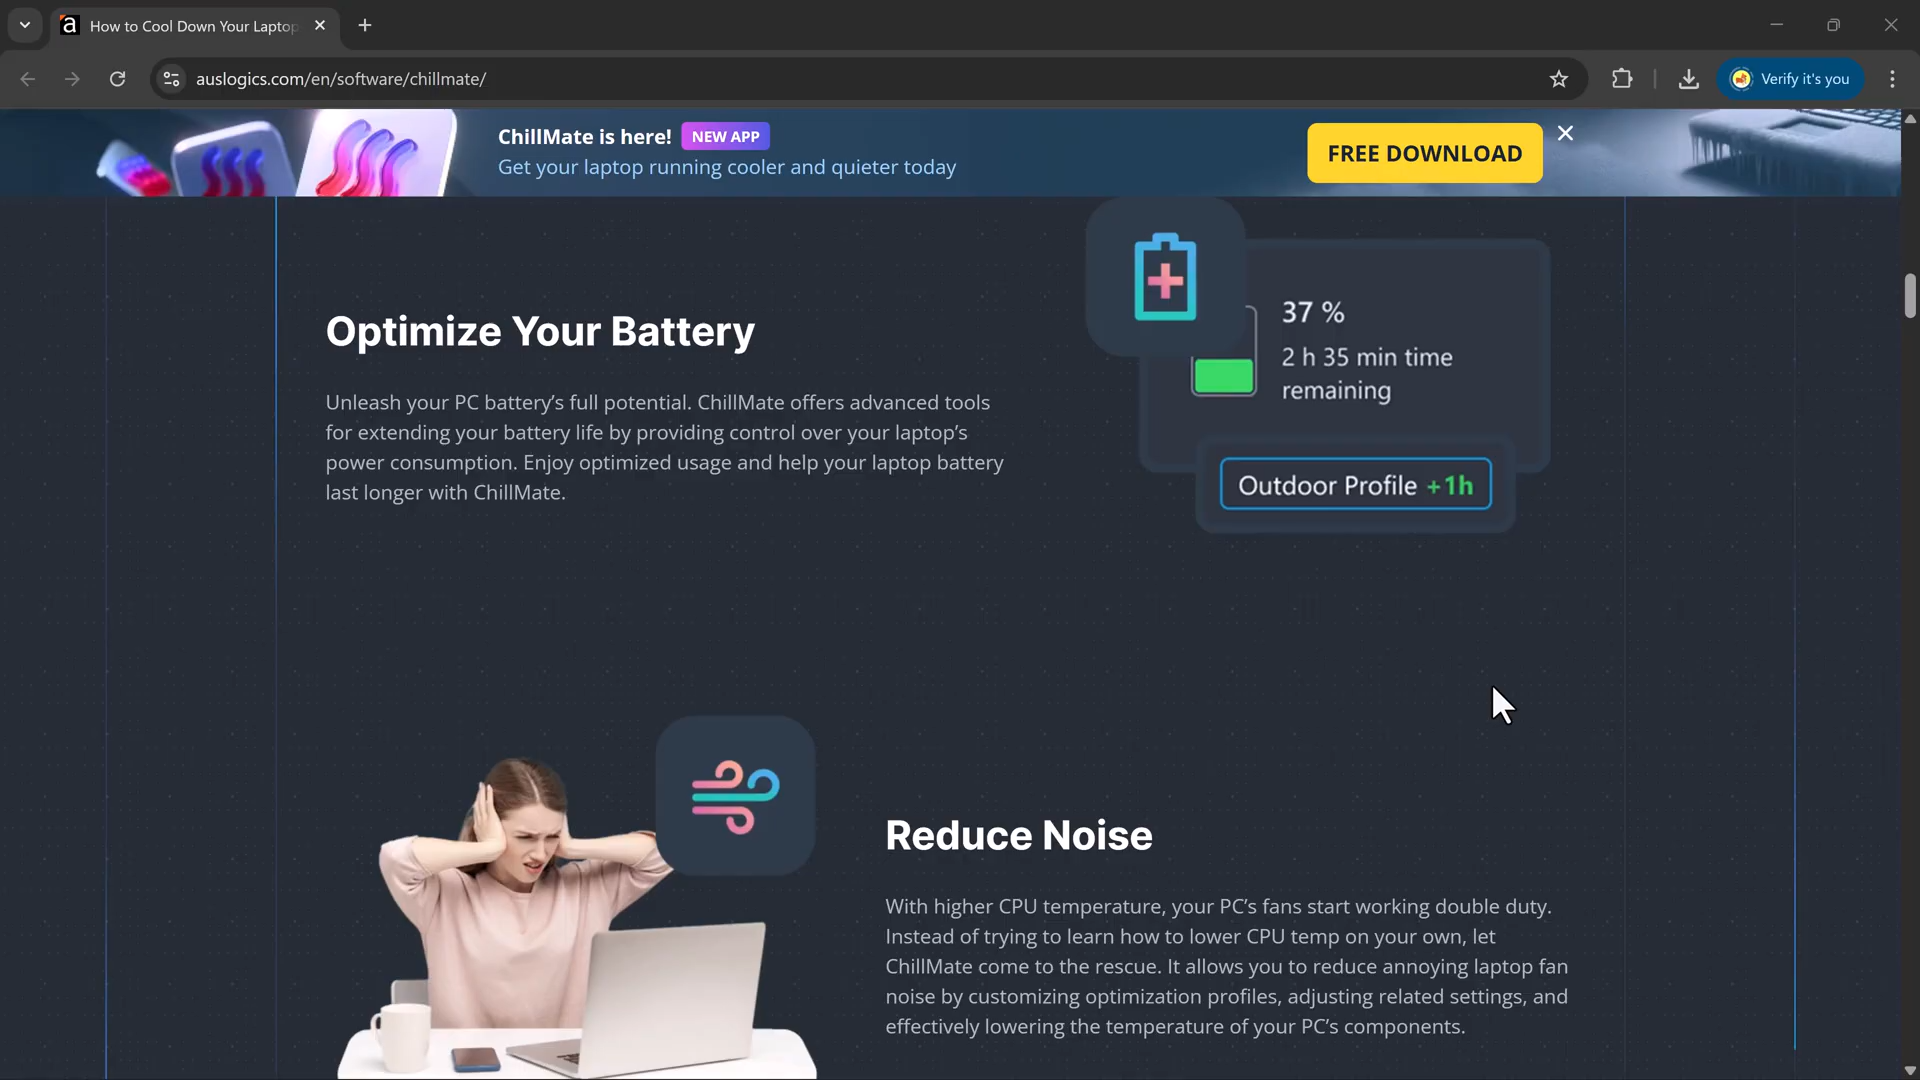 How to Cool Down Your Laptop
auslogics.com/en/software/chillmate/
Verify it's you
ChillMate is here! NEW APP
Get your laptop running cooler and quieter today
FREE DOWNLOAD
Optimize Your Battery
Unleash your PC battery’s full potential. ChillMate offers advanced tools
for extending your battery life by providing control over your laptop’s
power consumption. Enjoy optimized usage and help your laptop battery
last longer with ChillMate.
37 %
2 h 35 min time
remaining
Outdoor Profile +1h
Reduce Noise
With higher CPU temperature, your PC’s fans start working double duty.
Instead of trying to learn how to lower CPU temp on your own, let
ChillMate come to the rescue. It allows you to reduce annoying laptop fan
noise by customizing optimization profiles, adjusting related settings, and
effectively lowering the temperature of your PC’s components.